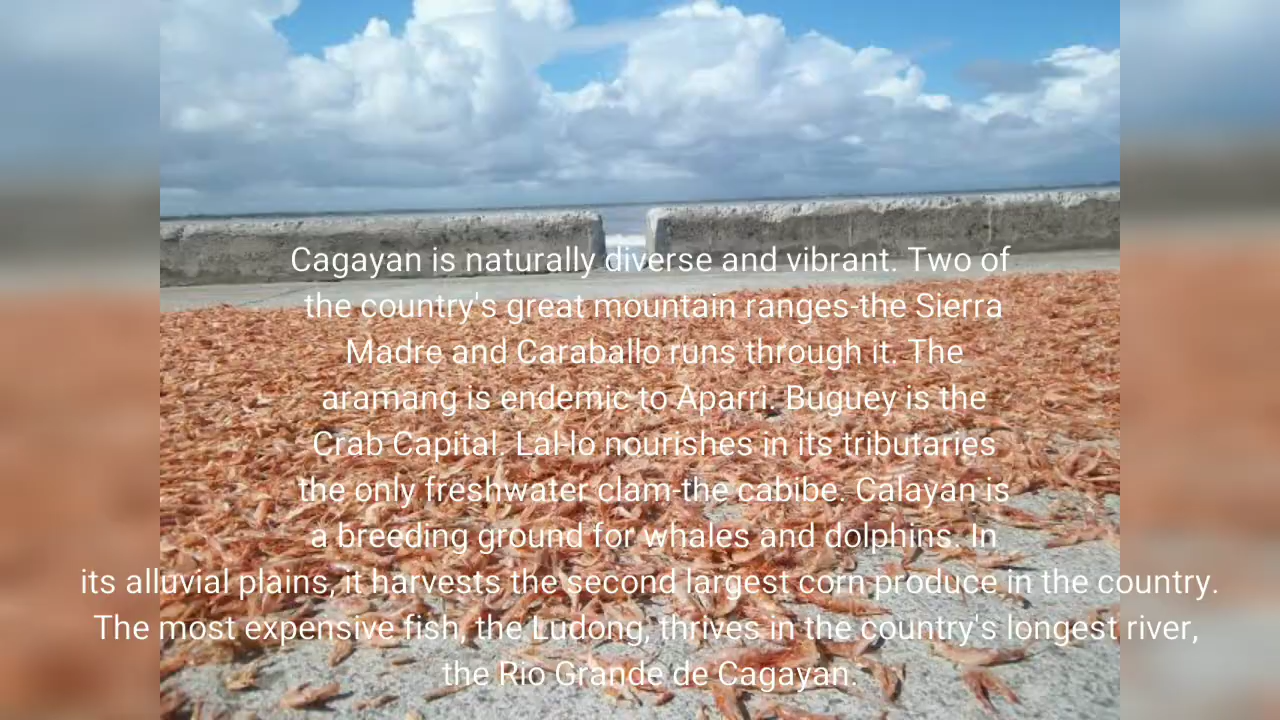 Cagayan is naturally diverse and vibrant. Two of
the country's great mountain ranges-the Sierra
Madre and Caraballo runs through it. The
aramang is endemic to Aparri. Buguey is the
Crab Capital. Lal-lo nourishes in its tributaries
the only freshwater clam-the cabibe. Calayan is
a breeding ground for whales and dolphins. In
its alluvial plains, it harvests the second largest corn produce in the country.
The most expensive fish, the Ludong, thrives in the country's longest river,
the Rio Grande de Cagayan.